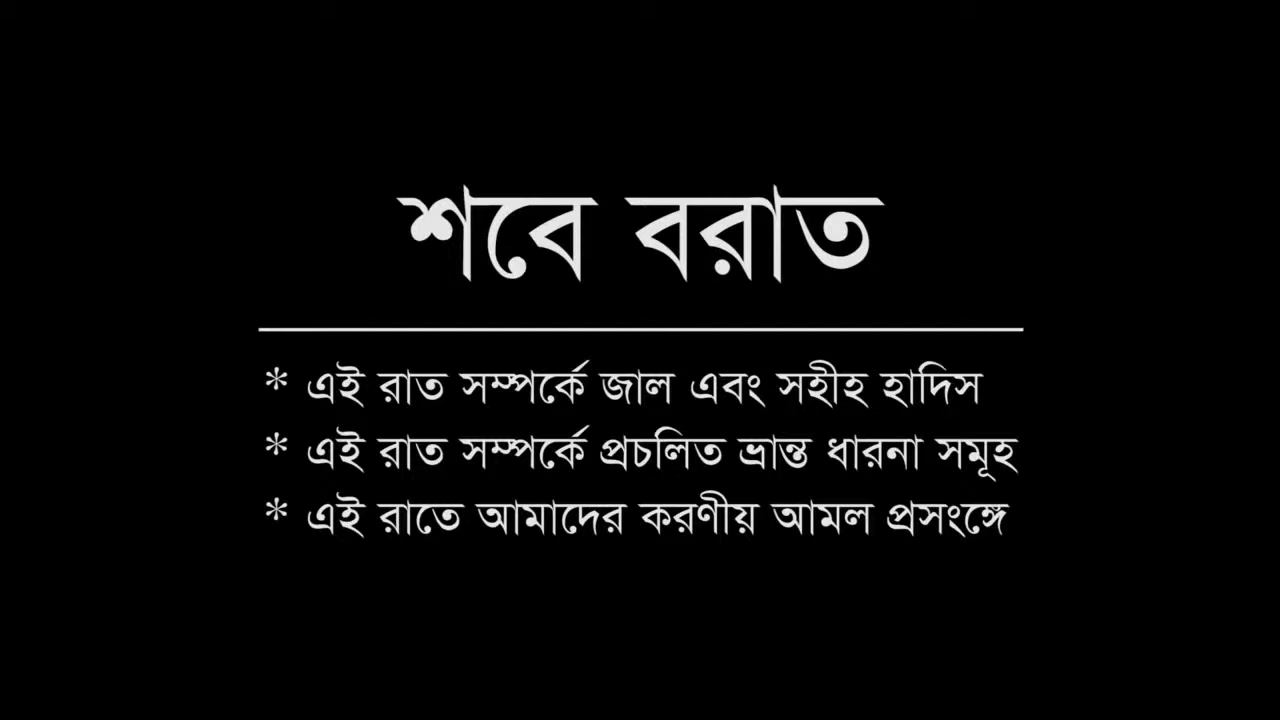 শবে বরাত
* এই রাত সম্পর্কে জাল এবং সহীহ হাদিস
* এই রাত সম্পর্কে প্রচলিত ভ্রান্ত ধারনা সমূহ
* এই রাতে আমাদের করণীয় আমল প্রসংঙ্গে